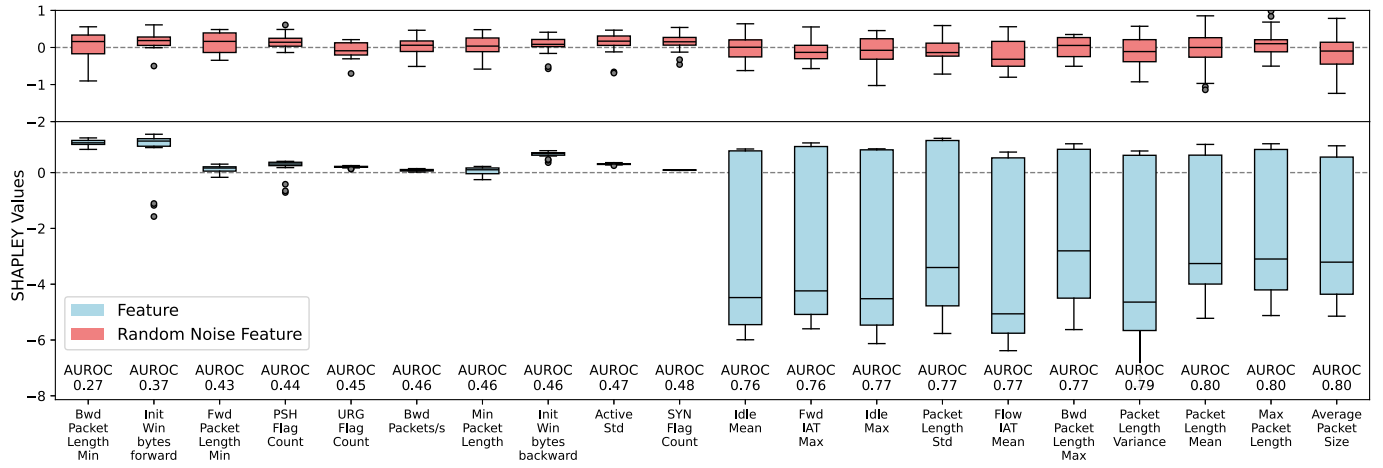 1
0
−1
−2
0
−2
−4
−6
−8
SHAPLEY Values
Feature
Random Noise Feature
AUROC AUROC AUROC AUROC AUROC AUROC AUROC AUROC AUROC AUROC AUROC AUROC AUROC AUROC AUROC AUROC AUROC AUROC AUROC AUROC
0.27 0.37 0.43 0.44 0.45 0.46 0.46 0.46 0.47 0.48 0.76 0.76 0.77 0.77 0.77 0.77 0.79 0.80 0.80 0.80
Bwd
Packet
Length
Min
Init
Win
bytes
forward
Fwd
Packet
Length
Min
PSH
Flag
Count
URG
Flag
Count
Bwd
Packets/s
Min
Packet
Length
Init
Win
bytes
backward
Active
Std
SYN
Flag
Count
Idle
Mean
Fwd
IAT
Max
Idle
Max
Packet
Length
Std
Flow
IAT
Mean
Bwd
Packet
Length
Max
Packet
Length
Variance
Packet
Length
Mean
Max
Packet
Length
Average
Packet
Size